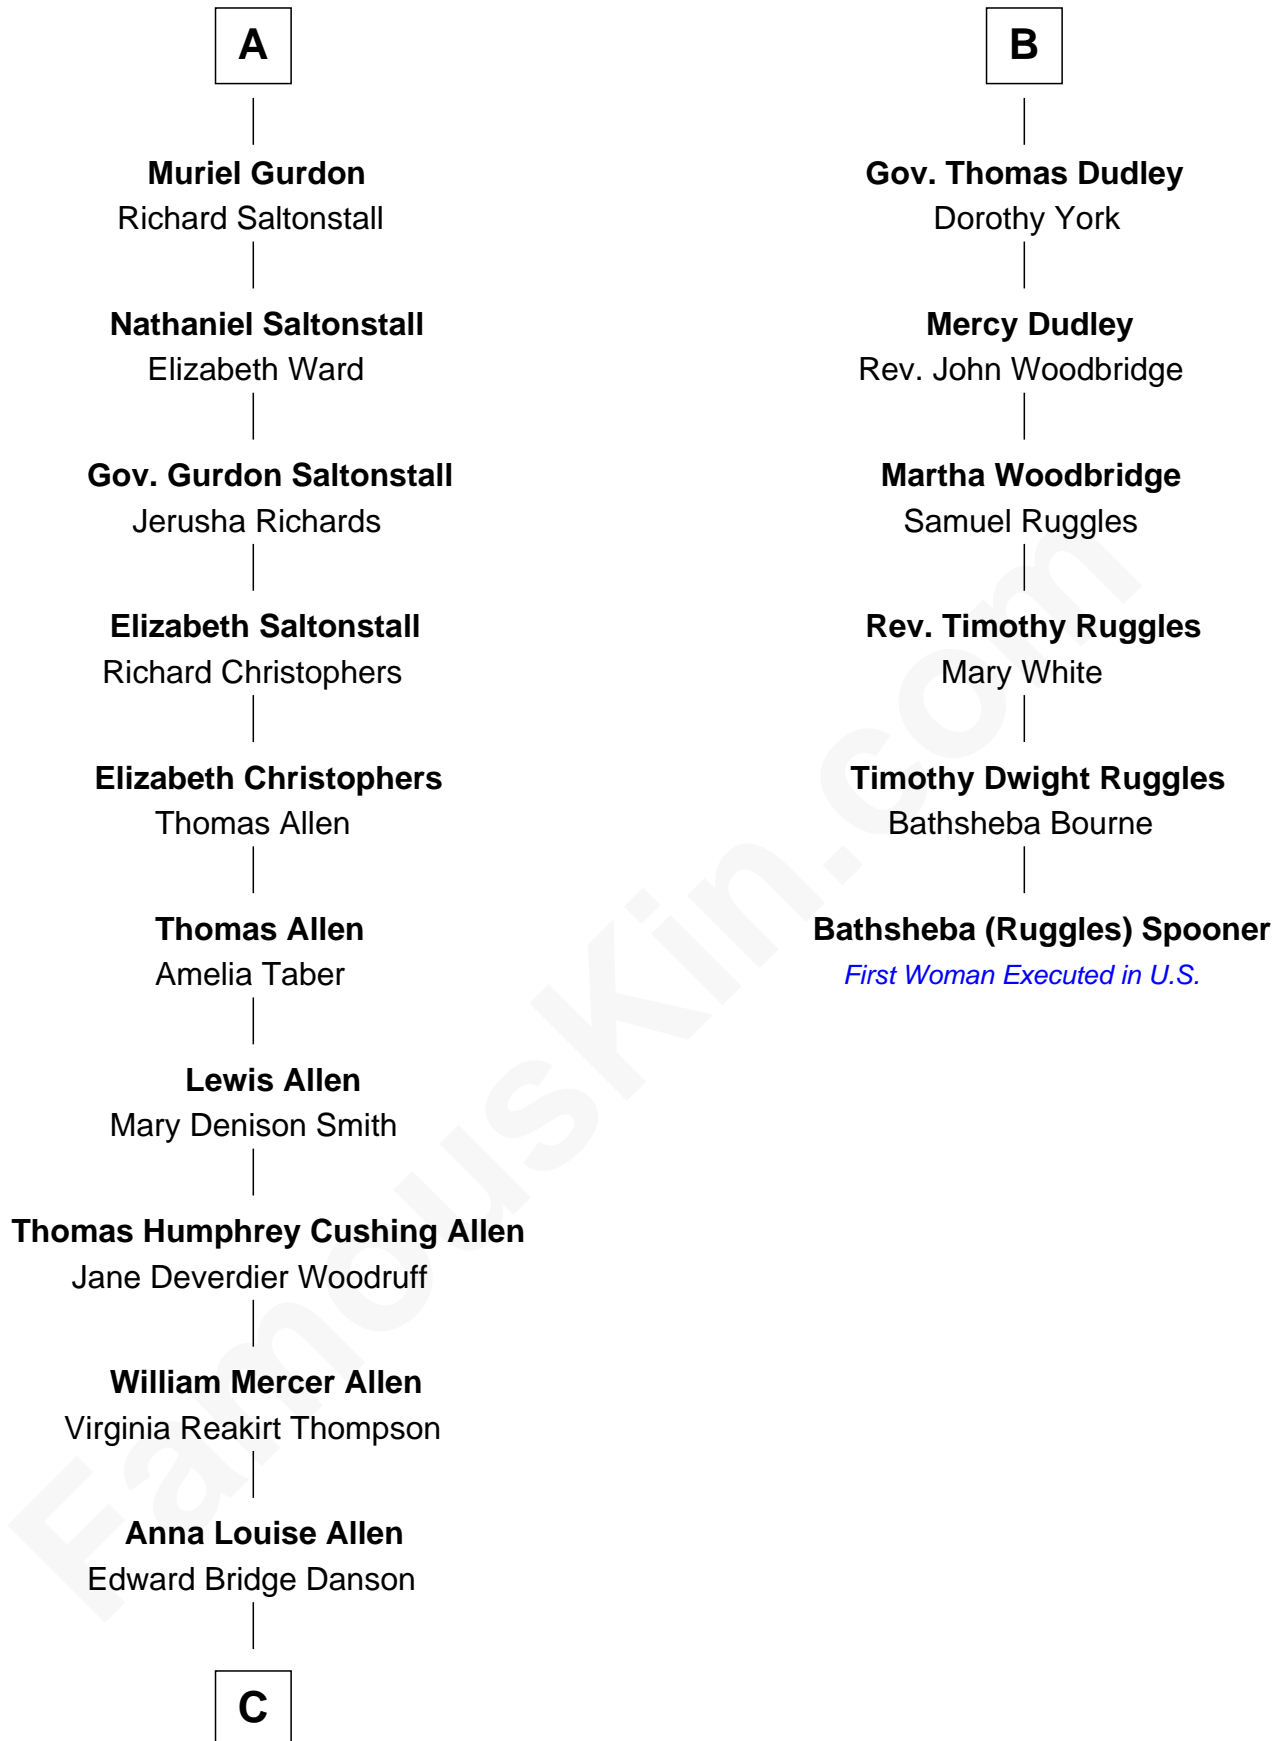 A
Muriel Gurdon
Richard Saltonstall
Nathaniel Saltonstall
Elizabeth Ward
Gov. Gurdon Saltonstall
Jerusha Richards
Elizabeth Saltonstall
Richard Christophers
Elizabeth Christophers
Thomas Allen
Thomas Allen
Amelia Taber
Lewis Allen
Mary Denison Smith
Thomas Humphrey Cushing Allen
Jane Deverdier Woodruff
William Mercer Allen
Virginia Reakirt Thompson
Anna Louise Allen
Edward Bridge Danson
C
B
Gov. Thomas Dudley
Dorothy York
Mercy Dudley
Rev. John Woodbridge
Martha Woodbridge
Samuel Ruggles
Rev. Timothy Ruggles
Mary White
Timothy Dwight Ruggles
Bathsheba Bourne
Bathsheba (Ruggles) Spooner
First Woman Executed in U.S.
FamousKin.com